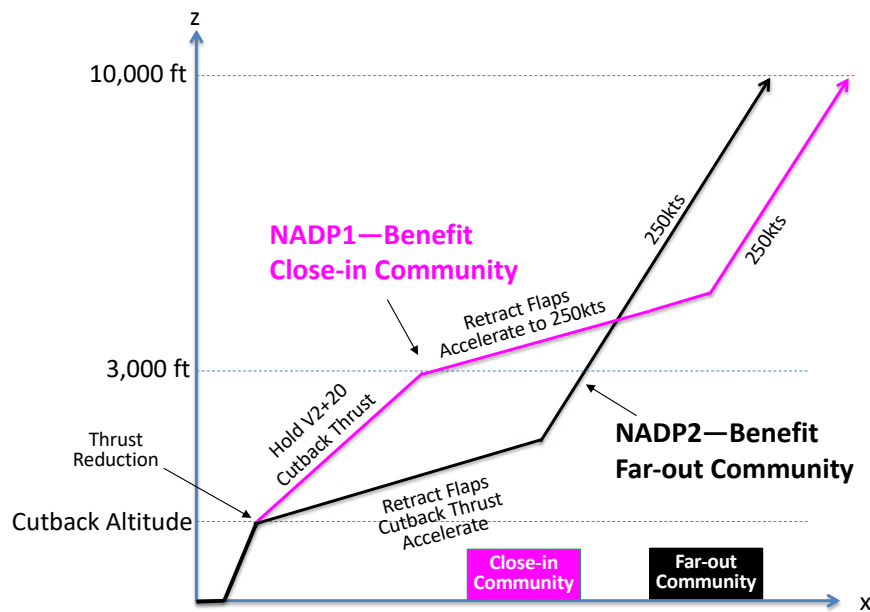 z
10,000 ft
NADP1—Benefit
Close-in Community
250kts
250kts
Retract Flaps
Accelerate to 250kts
3,000 ft
Hold V2+20
Cutback Thrust
Thrust
Reduction
NADP2—Benefit
Far-out Community
Retract Flaps
Cutback Thrust
Accelerate
Cutback Altitude
Close-in
Community
Far-out
Community
x